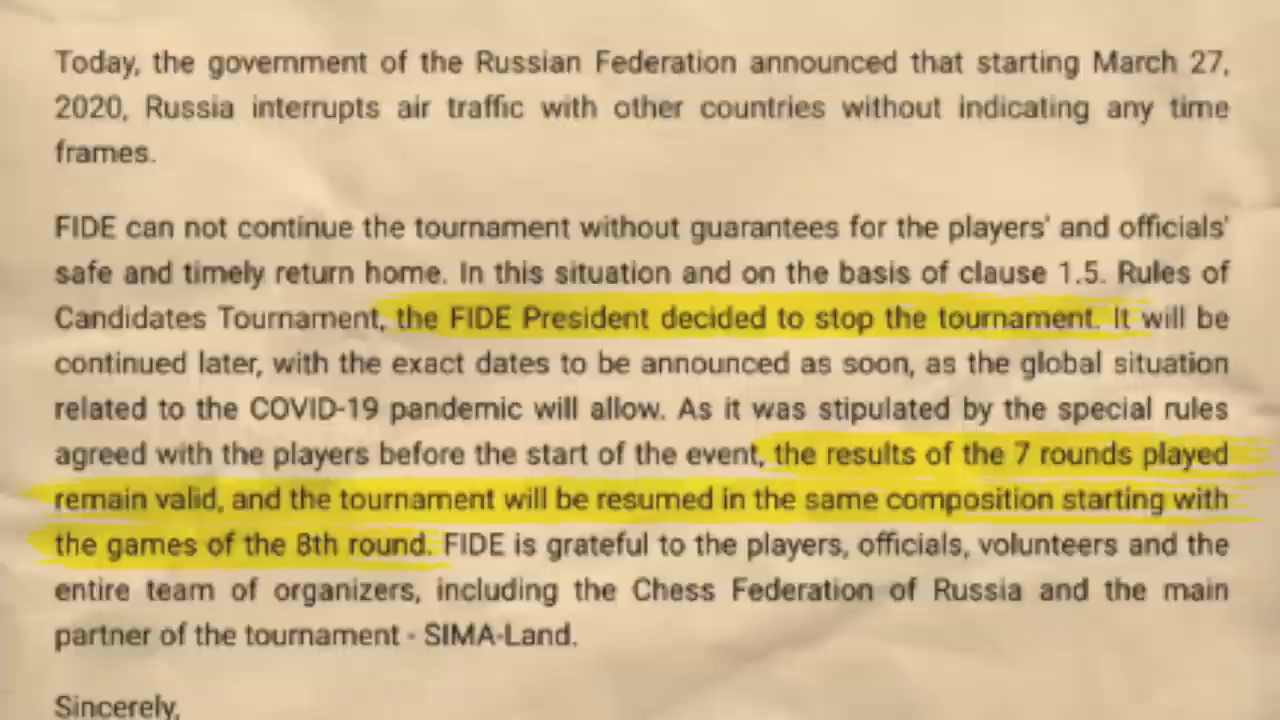 Today, the government of the Russian Federation announced that starting March 27,
2020, Russia interrupts air traffic with other countries without indicating any time
frames.
FIDE can not continue the tournament without guarantees for the players' and officials'
safe and timely return home. In this situation and on the basis of clause 1.5. Rules of
Candidates Tournament, the FIDE President decided to stop the tournament. It will be
continued later, with the exact dates to be announced as soon, as the global situation
related to the COVID-19 pandemic will allow. As it was stipulated by the special rules
agreed with the players before the start of the event, the results of the 7 rounds played
remain valid, and the tournament will be resumed in the same composition starting with
the games of the 8th round. FIDE is grateful to the players, officials, volunteers and the
entire team of organizers, including the Chess Federation of Russia and the main
partner of the tournament - SIMA-Land.
Sincerely,